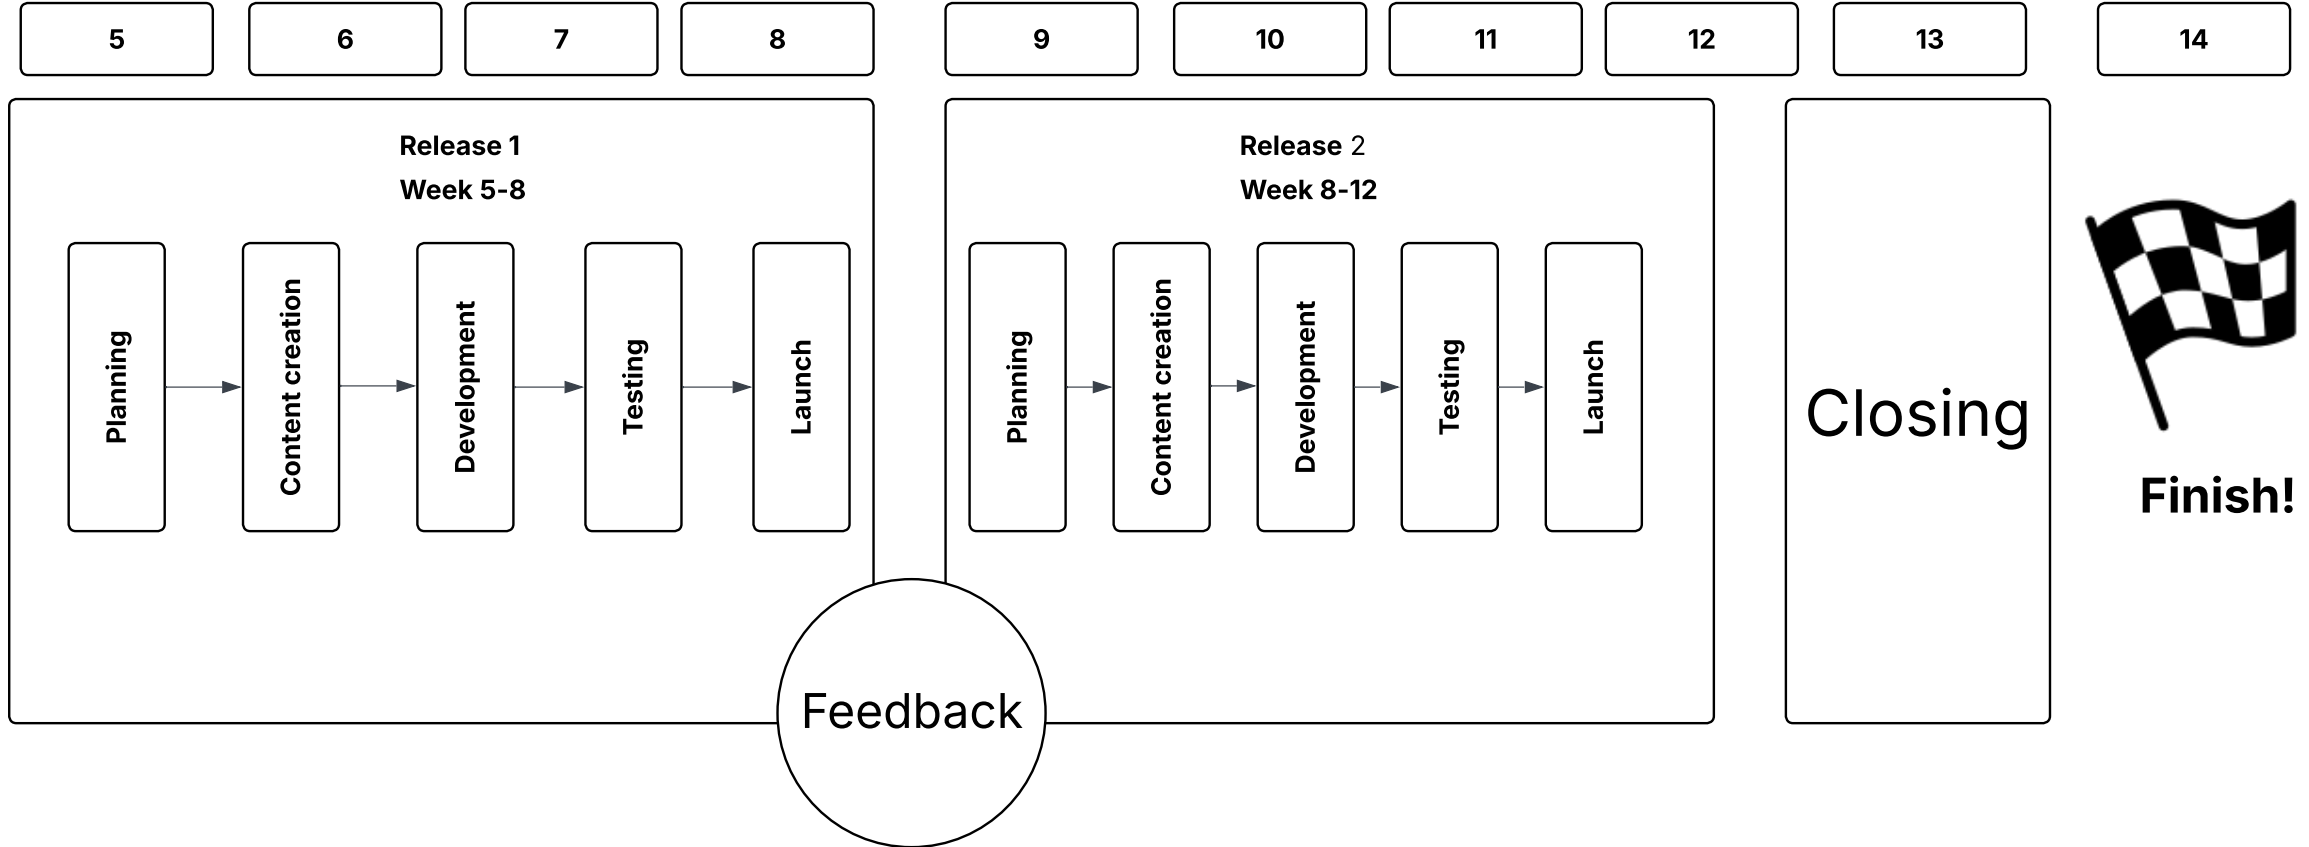 5
6
7
8
9
10
11
12
13
14
Release 1
Week 5-8
Planning
Content creation
Development
Testing
Launch
Release 2
Week 8-12
Planning
Content creation
Development
Testing
Launch
Feedback
Closing
Finish!